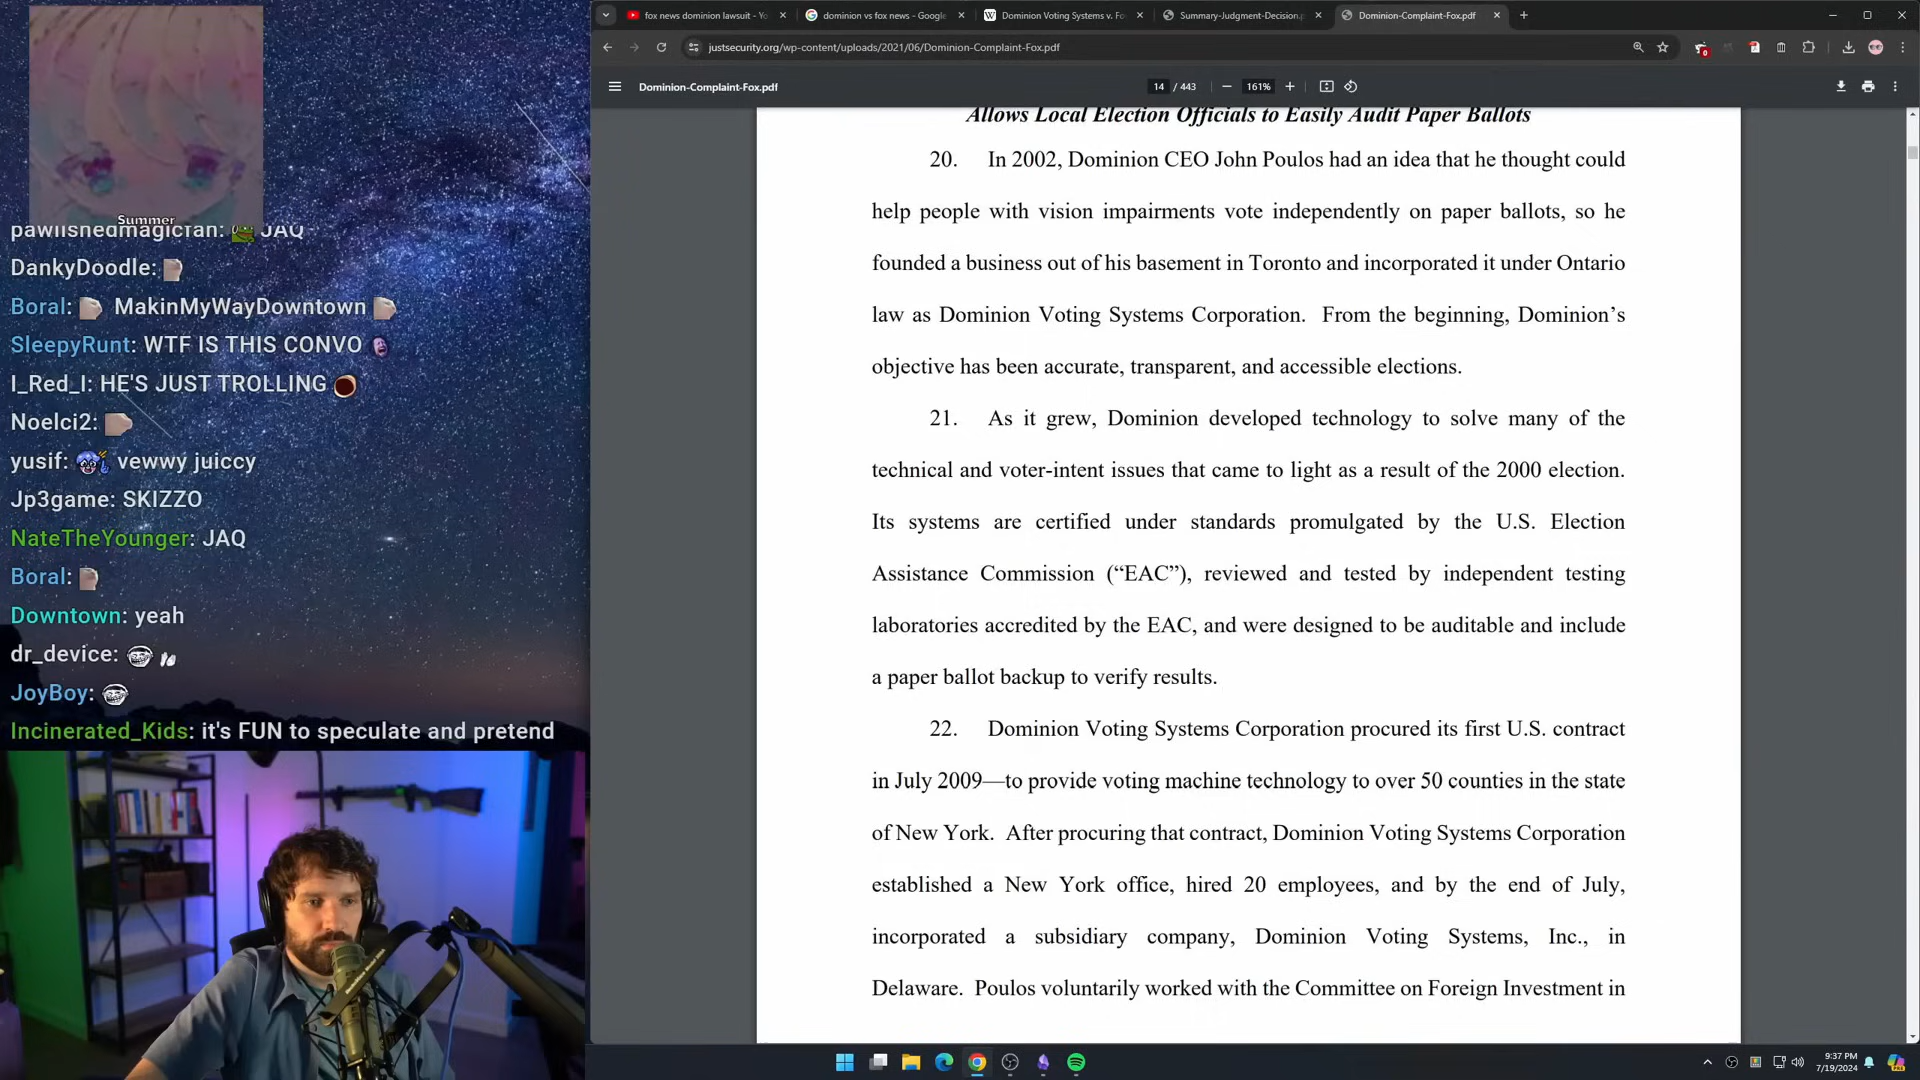 Summer
pawlishedmagicfan: JAQ
DankyDoodle:
Boral: MakinMyWayDowntown
SleepyRunt: WTF IS THIS CONVO
I_Red_I: HE'S JUST TROLLING
Noelci2:
yusif: vewwy juiccy
Jp3game: SKIZZO
NateTheYounger: JAQ
Boral:
Downtown: yeah
dr_device:
JoyBoy:
Incinerated_Kids: it's FUN to speculate and pretend
fox news dominion lawsuit - Yo
dominion vs fox news - Google
Dominion Voting Systems v. Fo
Summary-Judgment-Decision.p
Dominion-Complaint-Fox.pdf
justsecurity.org/wp-content/uploads/2021/06/Dominion-Complaint-Fox.pdf
0
Dominion-Complaint-Fox.pdf
14 / 443
161%
Allows Local Election Officials to Easily Audit Paper Ballots
20. In 2002, Dominion CEO John Poulos had an idea that he thought could
help people with vision impairments vote independently on paper ballots, so he
founded a business out of his basement in Toronto and incorporated it under Ontario
law as Dominion Voting Systems Corporation. From the beginning, Dominion’s
objective has been accurate, transparent, and accessible elections.
21. As it grew, Dominion developed technology to solve many of the
technical and voter-intent issues that came to light as a result of the 2000 election.
Its systems are certified under standards promulgated by the U.S. Election
Assistance Commission (“EAC”), reviewed and tested by independent testing
laboratories accredited by the EAC, and were designed to be auditable and include
a paper ballot backup to verify results.
22. Dominion Voting Systems Corporation procured its first U.S. contract
in July 2009—to provide voting machine technology to over 50 counties in the state
of New York. After procuring that contract, Dominion Voting Systems Corporation
established a New York office, hired 20 employees, and by the end of July,
incorporated a subsidiary company, Dominion Voting Systems, Inc., in
Delaware. Poulos voluntarily worked with the Committee on Foreign Investment in
9:37 PM
7/19/2024